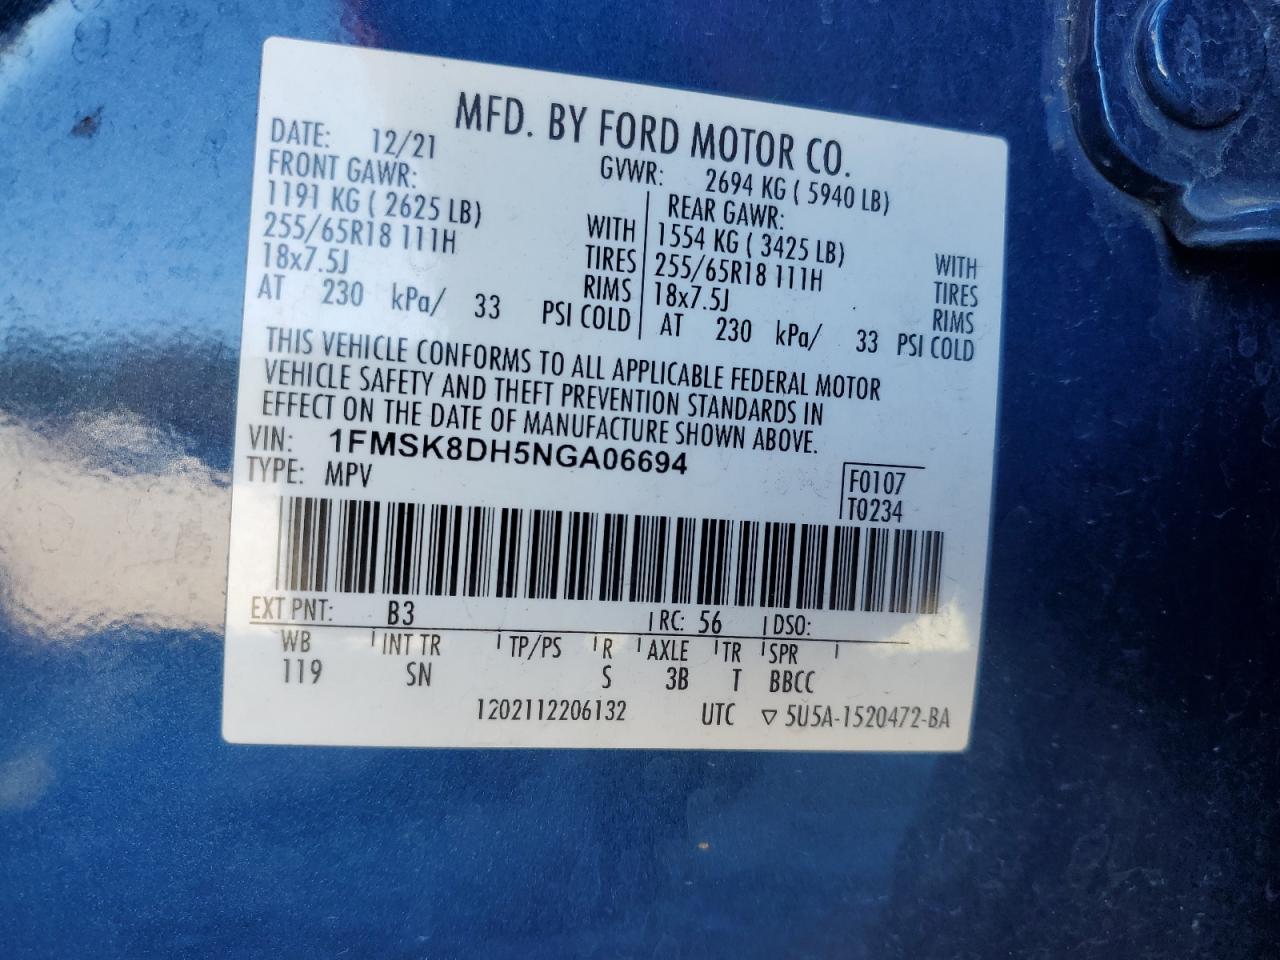 MFD. BY FORD MOTOR CO.
DATE: 12/21 GVWR: 2694 KG ( 5940 LB)
FRONT GAWR: REAR GAWR:
1191 KG ( 2625 LB) WITH 1554 KG ( 3425 LB) WITH
255/65R18 111H TIRES 255/65R18 111H TIRES
18x7.5J RIMS 18x7.5J RIMS
AT 230 kPa/ 33 PSI COLD AT 230 kPa/ 33 PSI COLD
THIS VEHICLE CONFORMS TO ALL APPLICABLE FEDERAL MOTOR
VEHICLE SAFETY AND THEFT PREVENTION STANDARDS IN
EFFECT ON THE DATE OF MANUFACTURE SHOWN ABOVE.
VIN: 1FMSK8DH5NGA06694
TYPE: MPV F0107
T0234
EXT PNT: B3 RC: 56 DSO:
WB INT TR TP/PS R AXLE TR SPR
119 SN S 3B T BBCC
1202112206132 UTC ▽ 5U5A-1520472-BA